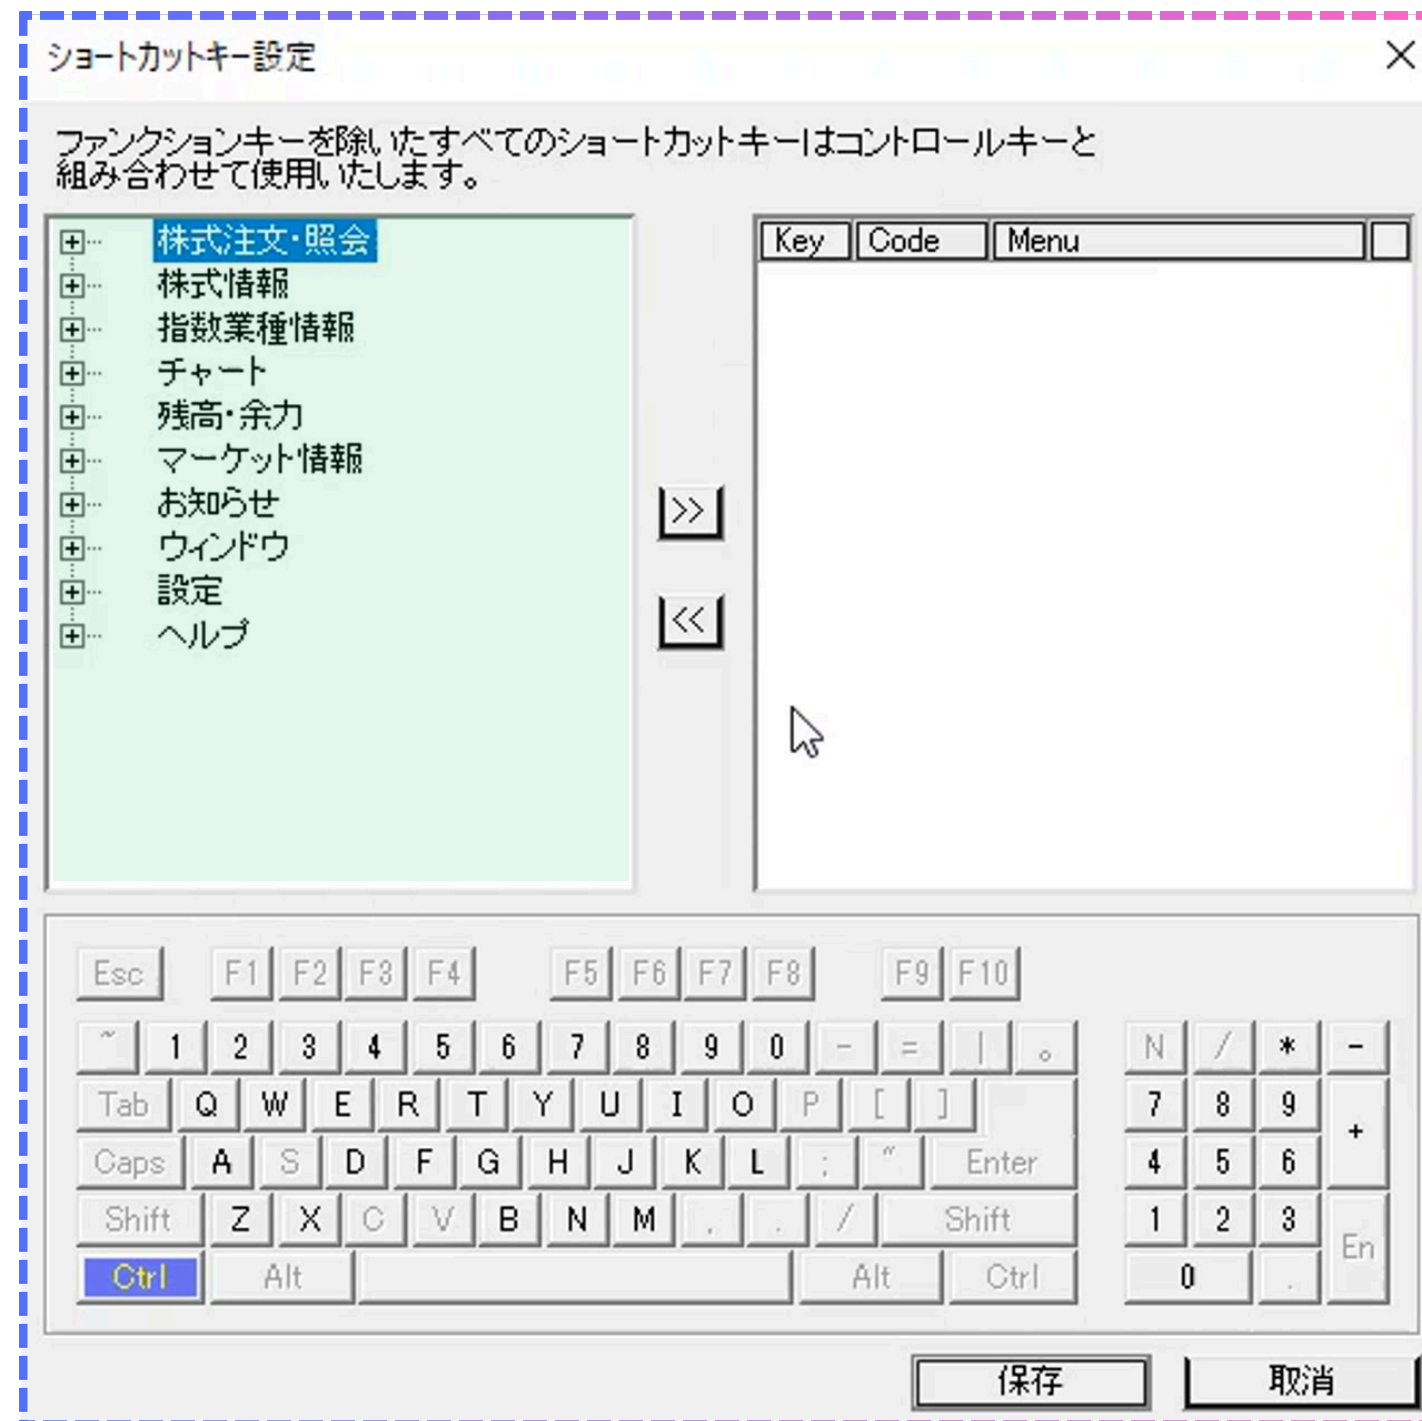 ショートカットキー設定
ファンクションキーを除いたすべてのショートカットキーはコントロールキーと
組み合わせて使用いたします。
株式注文・照会
株式情報
指数業種情報
チャート
残高・余力
マーケット情報
お知らせ
ウィンドウ
設定
ヘルプ
>>
<<
Key Code Menu
Esc F1 F2 F3 F4 F5 F6 F7 F8 F9 F10
~ 1 2 3 4 5 6 7 8 9 0 - = | 。 N / * -
Tab Q W E R T Y U I O P [ ] 7 8 9 +
Caps A S D F G H J K L ; " Enter 4 5 6
Shift Z X C V B N M , . / Shift 1 2 3 En
Ctrl Alt Alt Ctrl 0 .
保存 取消